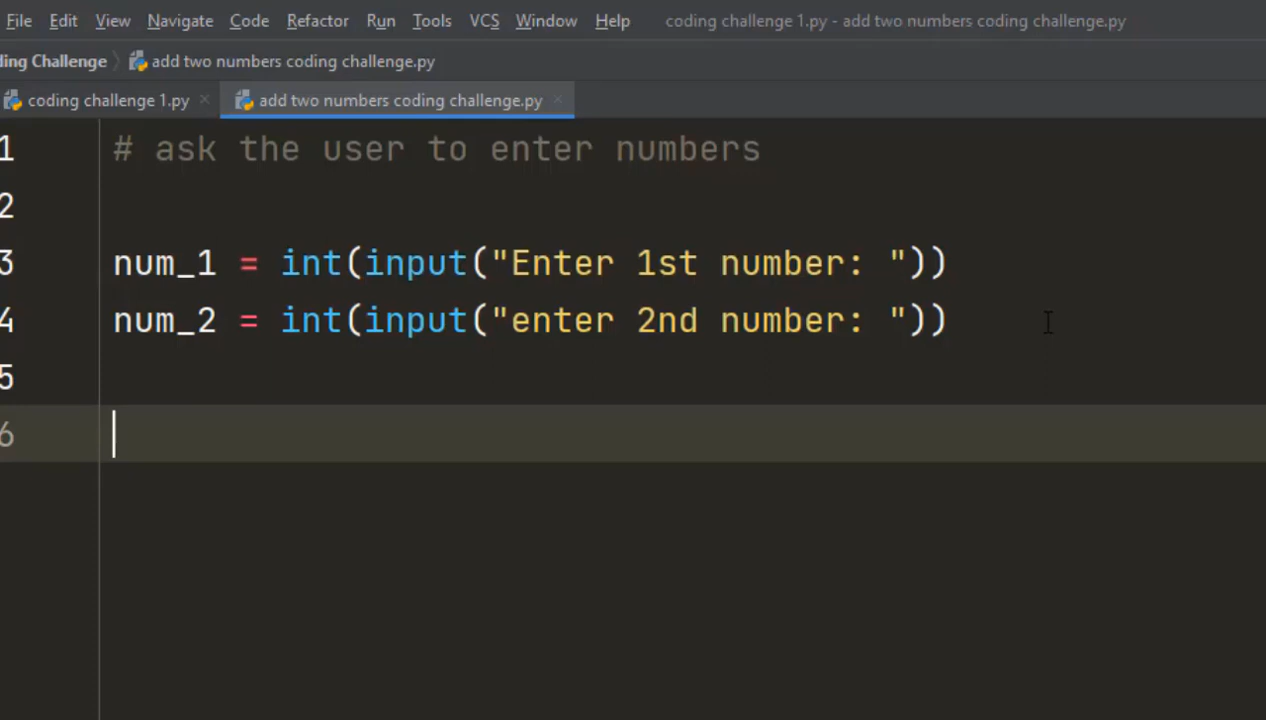 File Edit View Navigate Code Refactor Run Tools VCS Window Help coding challenge 1.py - add two numbers coding challenge.py
ding Challenge add two numbers coding challenge.py
coding challenge 1.py add two numbers coding challenge.py
1 # ask the user to enter numbers
2
3 num_1 = int(input("Enter 1st number: "))
4 num_2 = int(input("enter 2nd number: "))
5
6